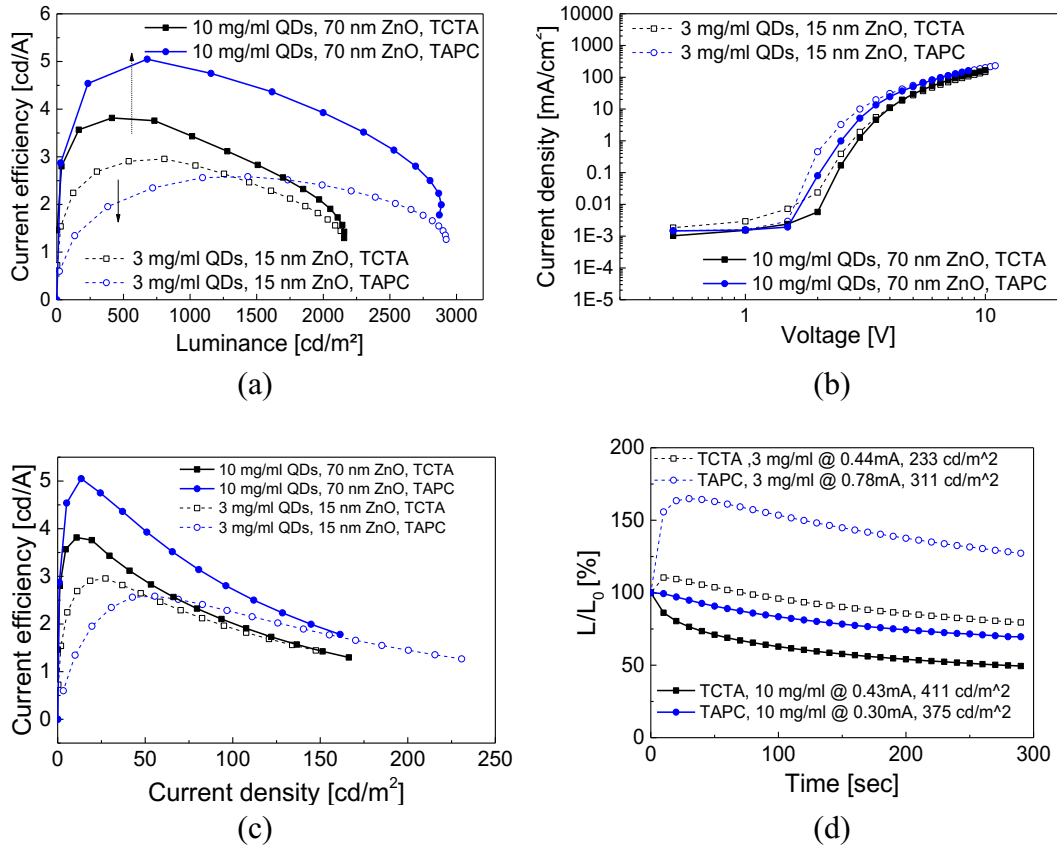 Current efficiency [cd/A]
6
5
4
3
2
1
0
10 mg/ml QDs, 70 nm ZnO, TCTA
10 mg/ml QDs, 70 nm ZnO, TAPC
3 mg/ml QDs, 15 nm ZnO, TCTA
3 mg/ml QDs, 15 nm ZnO, TAPC
0 500 1000 1500 2000 2500 3000
Luminance [cd/m²]
(a)
Current density [mA/cm²]
10000
1000
100
10
1
0.1
0.01
1E-3
1E-4
1E-5
3 mg/ml QDs, 15 nm ZnO, TCTA
3 mg/ml QDs, 15 nm ZnO, TAPC
10 mg/ml QDs, 70 nm ZnO, TCTA
10 mg/ml QDs, 70 nm ZnO, TAPC
1 10
Voltage [V]
(b)
Current efficiency [cd/A]
5
4
3
2
1
0
10 mg/ml QDs, 70 nm ZnO, TCTA
10 mg/ml QDs, 70 nm ZnO, TAPC
3 mg/ml QDs, 15 nm ZnO, TCTA
3 mg/ml QDs, 15 nm ZnO, TAPC
0 50 100 150 200 250
Current density [cd/m²]
(c)
L/L₀ [%]
200
150
100
50
0
TCTA ,3 mg/ml @ 0.44mA, 233 cd/m^2
TAPC, 3 mg/ml @ 0.78mA, 311 cd/m^2
TCTA, 10 mg/ml @ 0.43mA, 411 cd/m^2
TAPC, 10 mg/ml @ 0.30mA, 375 cd/m^2
0 100 200 300
Time [sec]
(d)